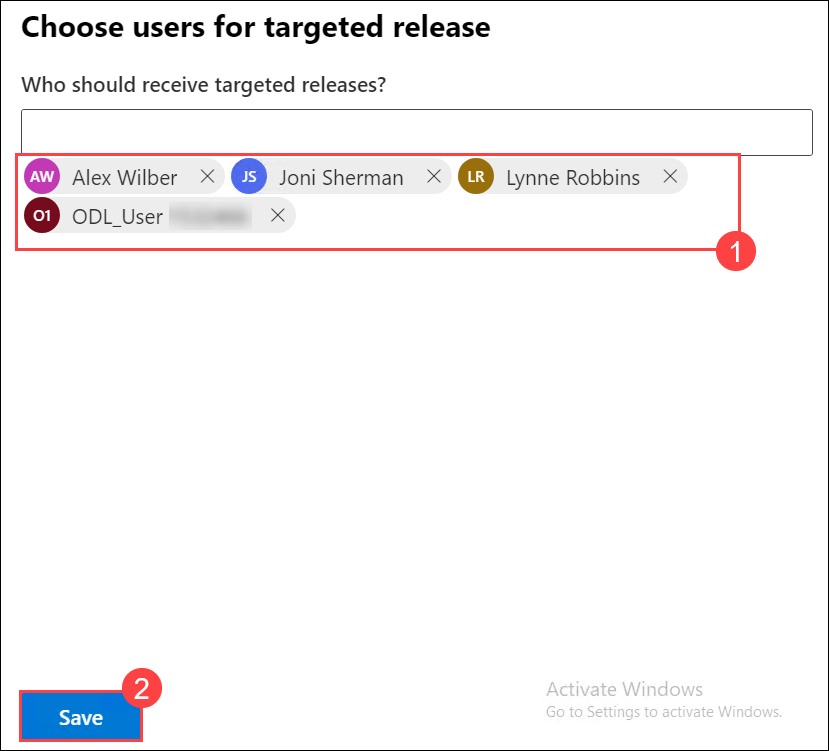 Choose users for targeted release
Who should receive targeted releases?
AW Alex Wilber JS Joni Sherman LR Lynne Robbins
O1 ODL_User
1
2
Save
Activate Windows
Go to Settings to activate Windows.